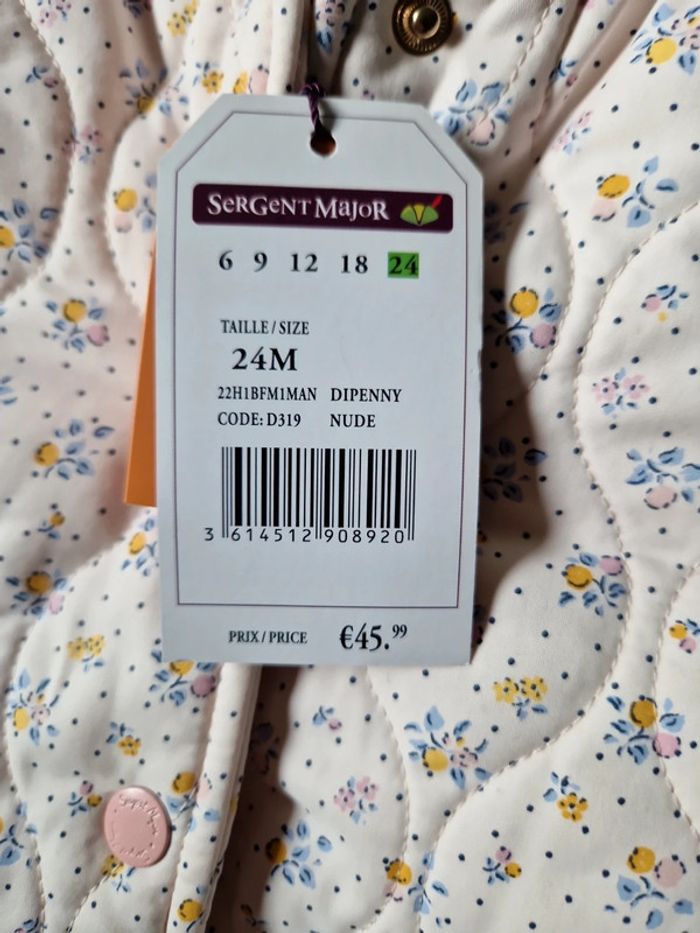 SERGENT MAJOR
6 9 12 18 24
TAILLE / SIZE
24M
22H1BFM1MAN DIPENNY
CODE: D319 NUDE
3 614512 908920
PRIX / PRICE €45.99